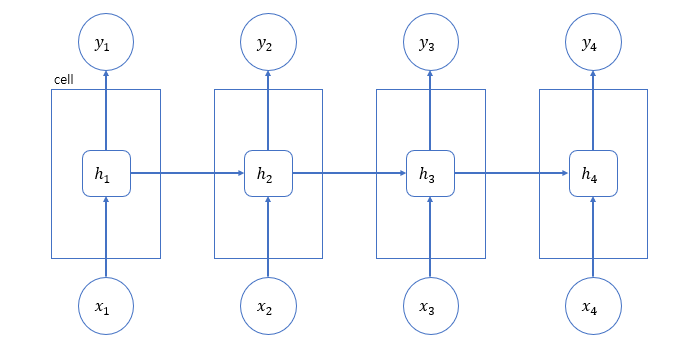 y₁ y₂ y₃ y₄
cell
h₁ h₂ h₃ h₄
x₁ x₂ x₃ x₄